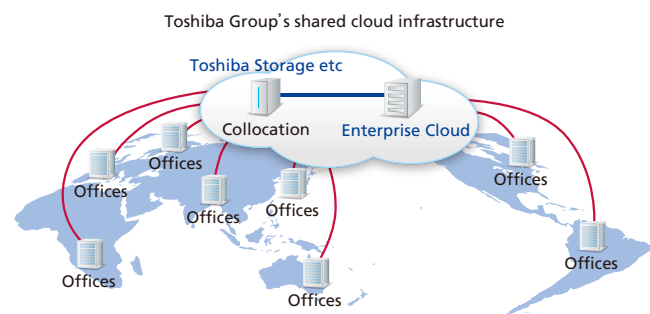 Toshiba Group's shared cloud infrastructure
Toshiba Storage etc
Collocation
Enterprise Cloud
Offices
Offices
Offices
Offices
Offices
Offices
Offices
Offices